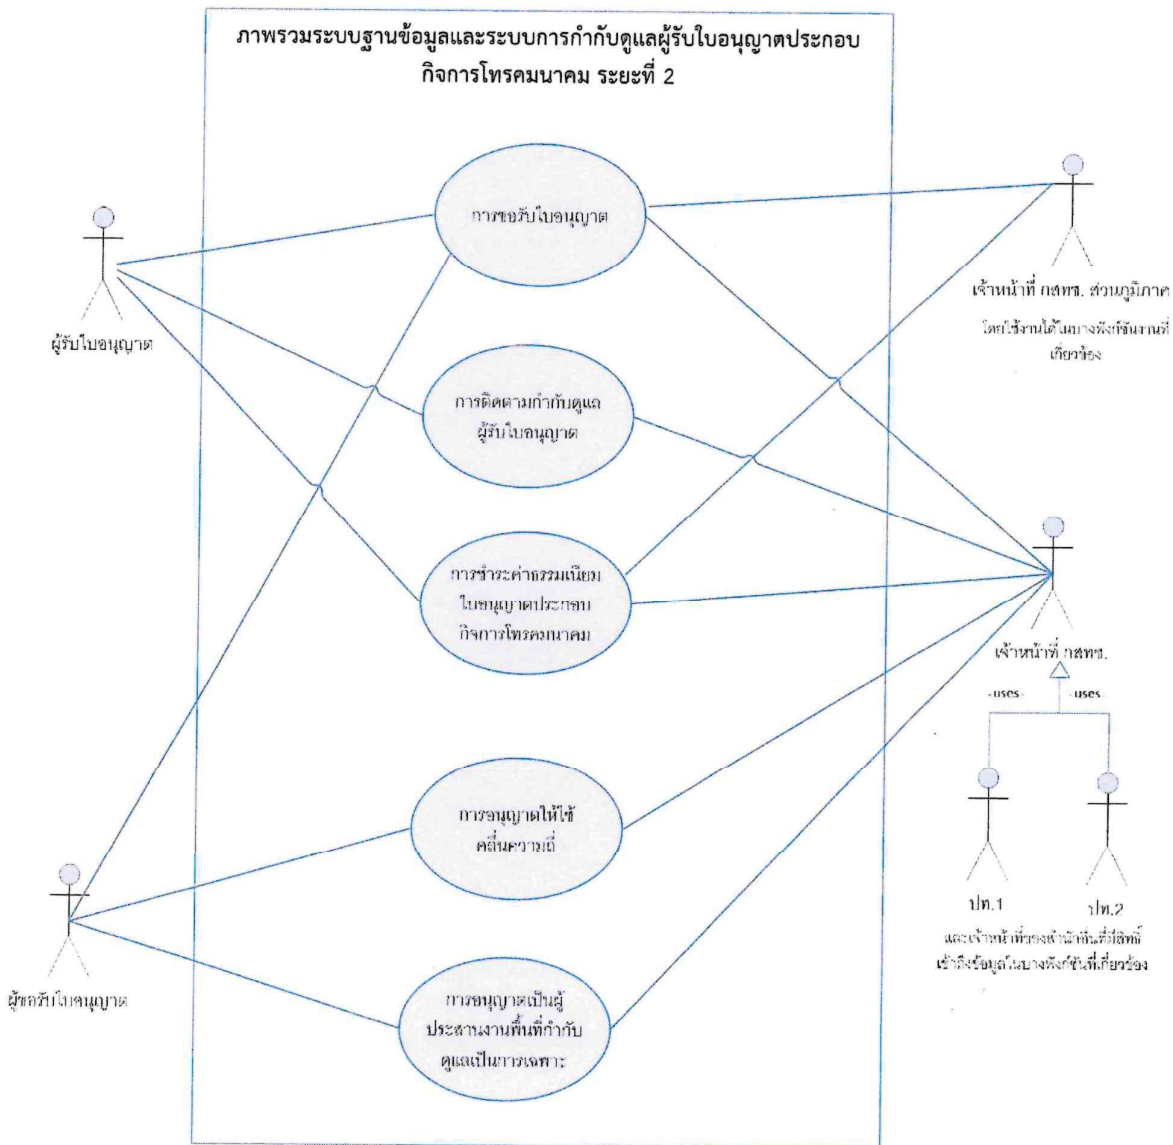 ภาพรวมระบบฐานข้อมูลและระบบการกำกับดูแลผู้รับใบอนุญาตประกอบ
กิจการโทรคมนาคม ระยะที่ 2
การขอรับใบอนุญาต
ผู้รับใบอนุญาต
เจ้าหน้าที่ กสทช. ส่วนภูมิภาค
โดยใช้งานได้ในบางฟังก์ชันงานที่
เกี่ยวข้อง
การติดตามกำกับดูแล
ผู้รับใบอนุญาต
การชำระค่าธรรมเนียม
ใบอนุญาตประกอบ
กิจการโทรคมนาคม
เจ้าหน้าที่ กสทช.
-uses-
-uses-
การอนุญาตให้ใช้
คลื่นความถี่
ปท.1
ปท.2
และเจ้าหน้าที่ของสำนักอื่นที่มีสิทธิ์
เข้าถึงข้อมูลในบางฟังก์ชันที่เกี่ยวข้อง
ผู้ขอรับใบอนุญาต
การอนุญาตเป็นผู้
ประสานงานพื้นที่กำกับ
ดูแลเป็นการเฉพาะ